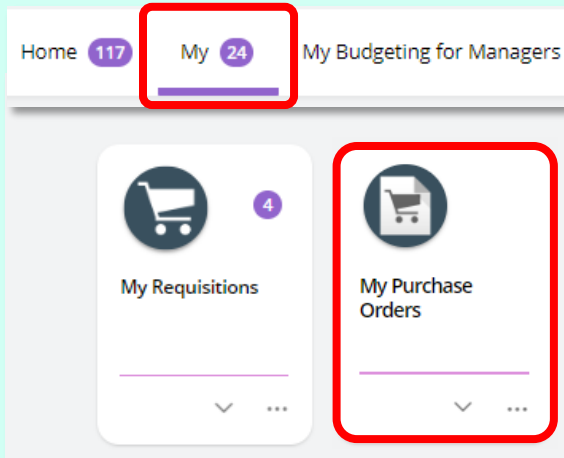 Home 117 My 24 My Budgeting for Managers
4
My Requisitions
My Purchase
Orders